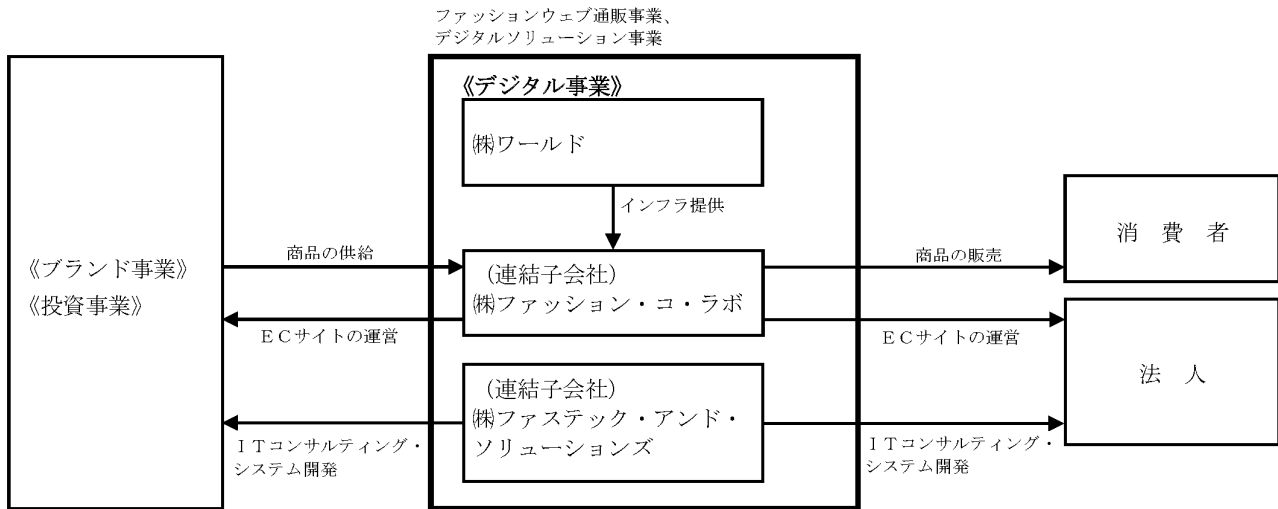 ファッションウェブ通販事業、
デジタルソリューション事業
《デジタル事業》
㈱ワールド
インフラ提供
《ブランド事業》
《投資事業》
商品の供給
(連結子会社)
㈱ファッション・コ・ラボ
商品の販売
消 費 者
ECサイトの運営
ECサイトの運営
法 人
(連結子会社)
㈱ファステック・アンド・
ソリューションズ
ITコンサルティング・
システム開発
ITコンサルティング・
システム開発